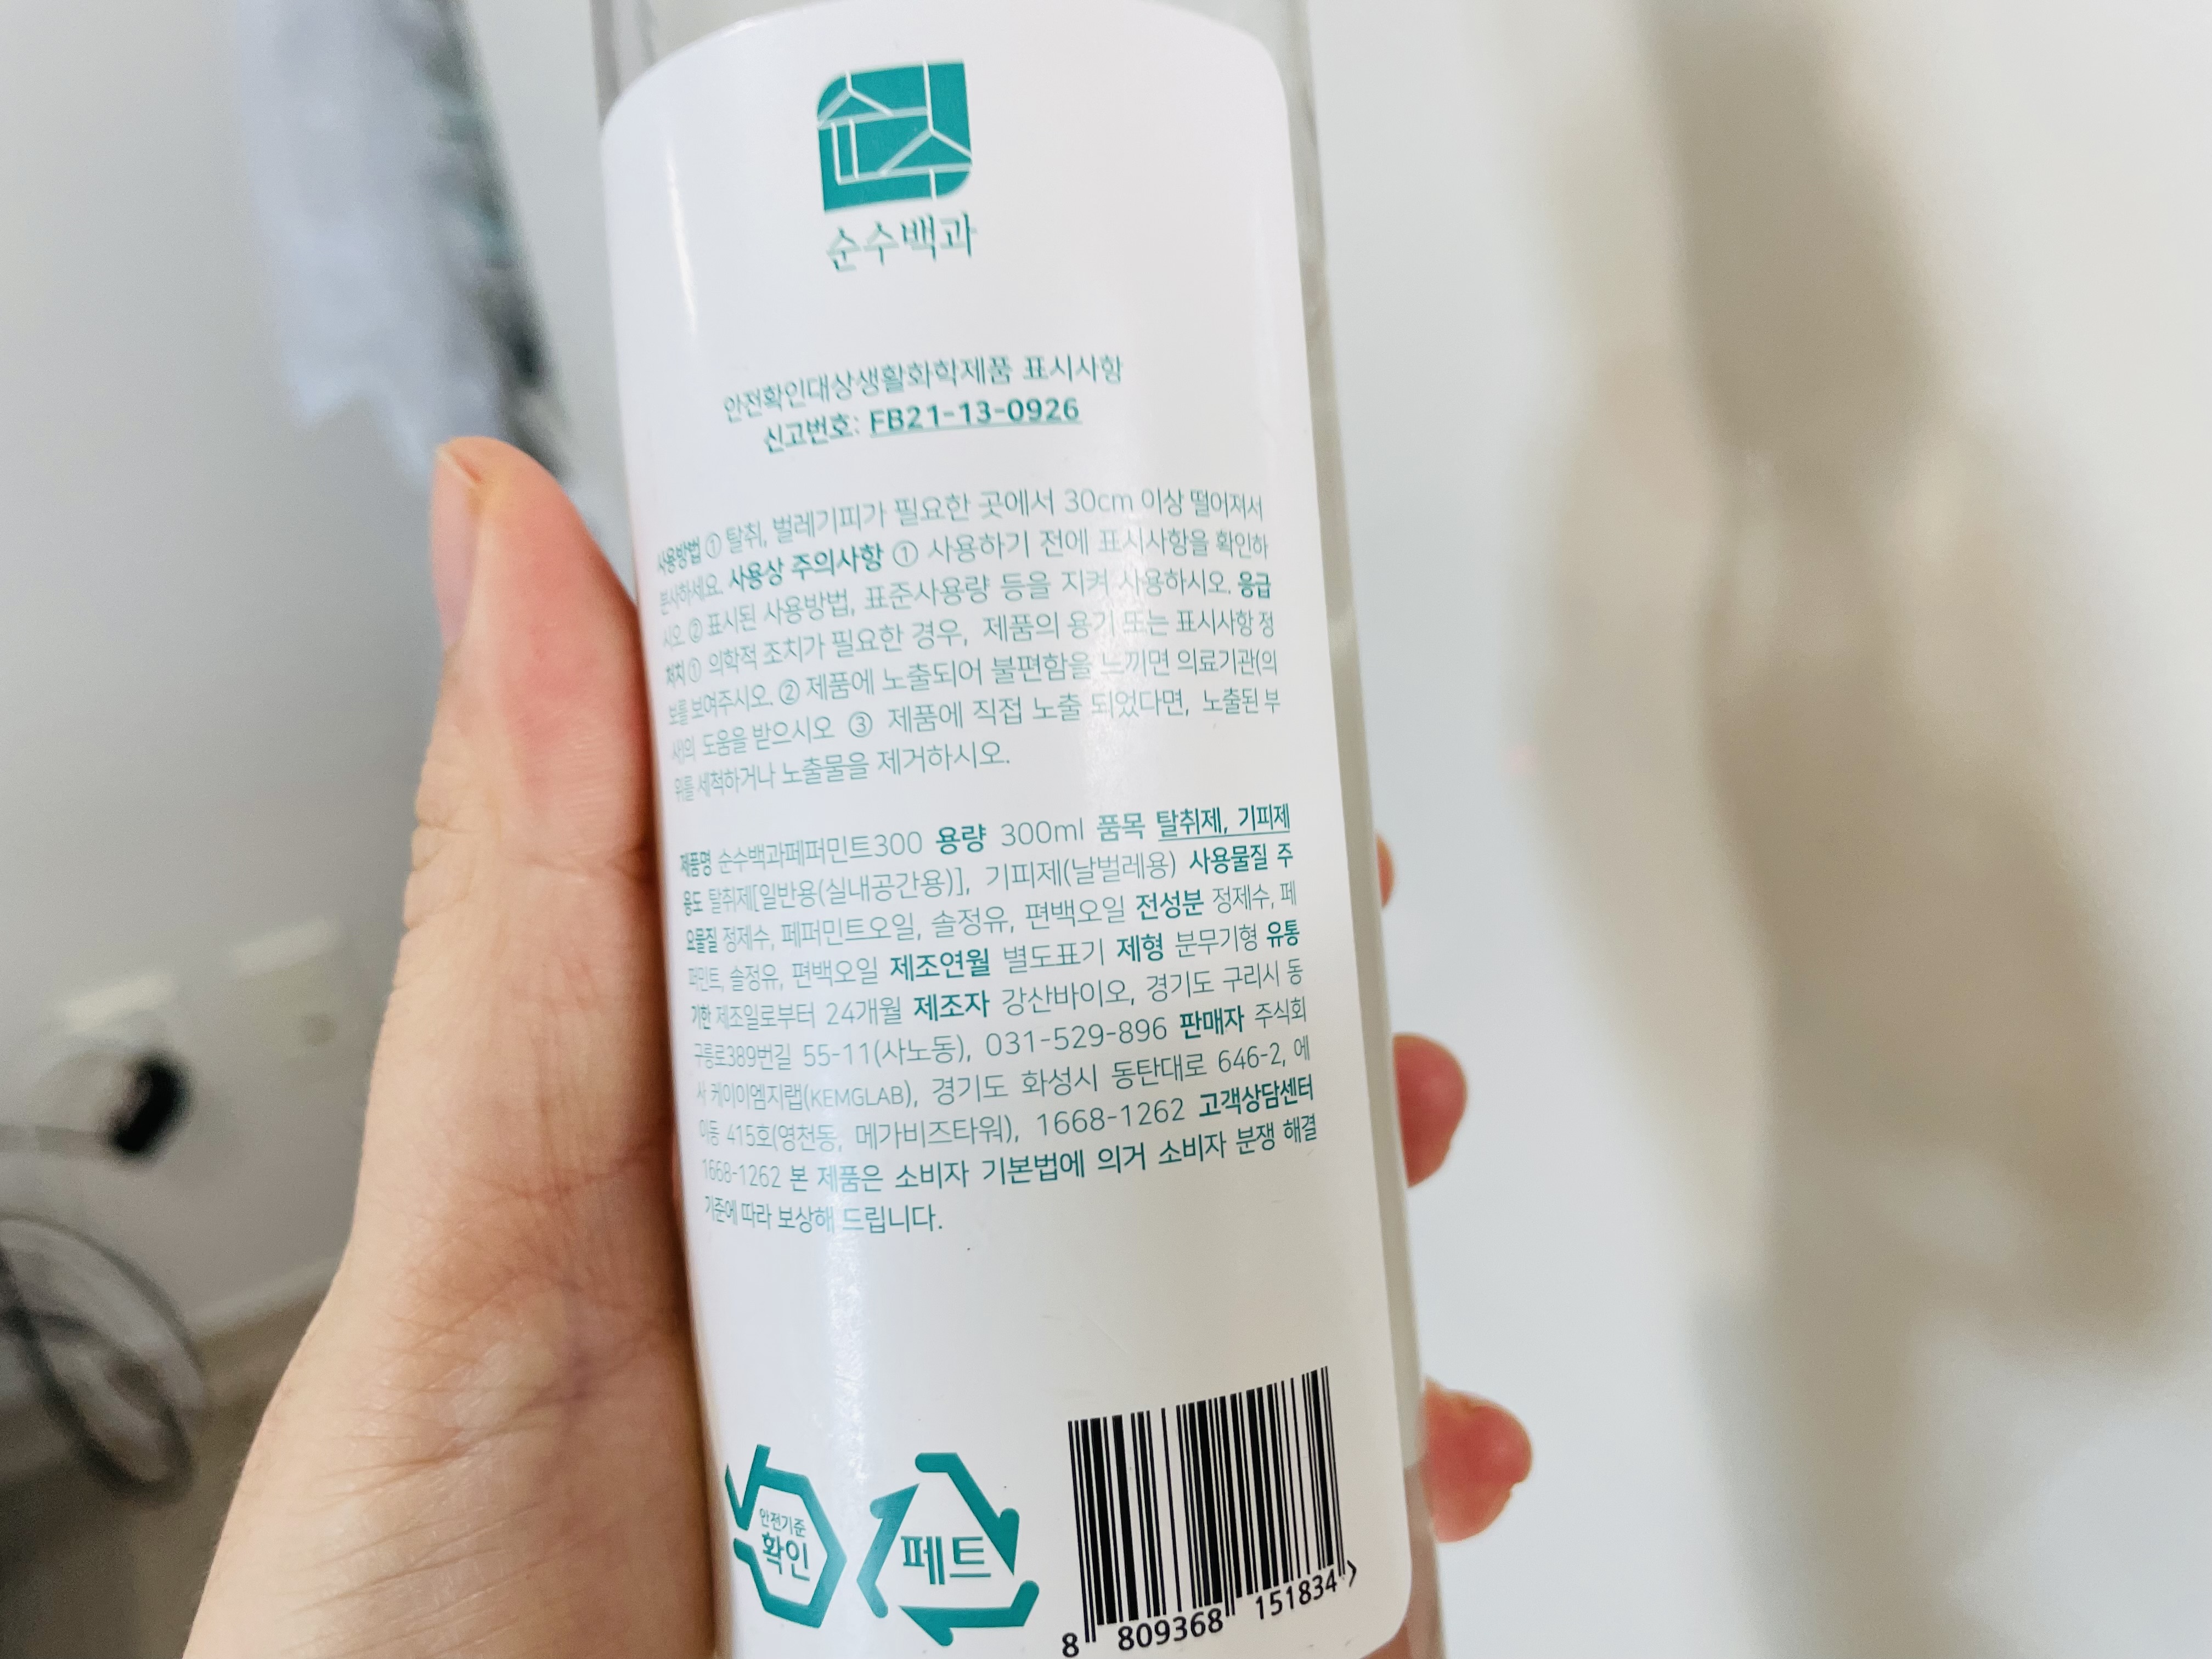 순수
순수백과
안전확인대상생활화학제품 표시사항
신고번호: FB21-13-0926
사용방법 ① 탈취, 벌레기피가 필요한 곳에서 30cm 이상 떨어져서
분사하세요. 사용상 주의사항 ① 사용하기 전에 표시사항을 확인하
시오. ② 표시된 사용방법, 표준사용량 등을 지켜 사용하시오. 응급
처치 ① 의학적 조치가 필요한 경우, 제품의 용기 또는 표시사항 정
보를 보여주시오. ② 제품에 노출되어 불편함을 느끼면 의료기관(의
사)의 도움을 받으시오 ③ 제품에 직접 노출 되었다면, 노출된 부
위를 세척하거나 노출물을 제거하시오.
제품명 순수백과페퍼민트300 용량 300ml 품목 탈취제, 기피제
용도 탈취제[일반용(실내공간용)], 기피제(날벌레용) 사용물질 주
요물질 정제수, 페퍼민트오일, 솔정유, 편백오일 전성분 정제수, 페
퍼민트, 솔정유, 편백오일 제조연월 별도표기 제형 분무기형 유통
기한 제조일로부터 24개월 제조자 강산바이오, 경기도 구리시 동
구릉로389번길 55-11(사노동), 031-529-896 판매자 주식회
사 케이이엠지랩(KEMGLAB), 경기도 화성시 동탄대로 646-2, 에
이동 415호(영천동, 메가비즈타워), 1668-1262 고객상담센터
1668-1262 본 제품은 소비자 기본법에 의거 소비자 분쟁 해결
기준에 따라 보상해 드립니다.
안전기준
확인
페트
8 809368 151834 >